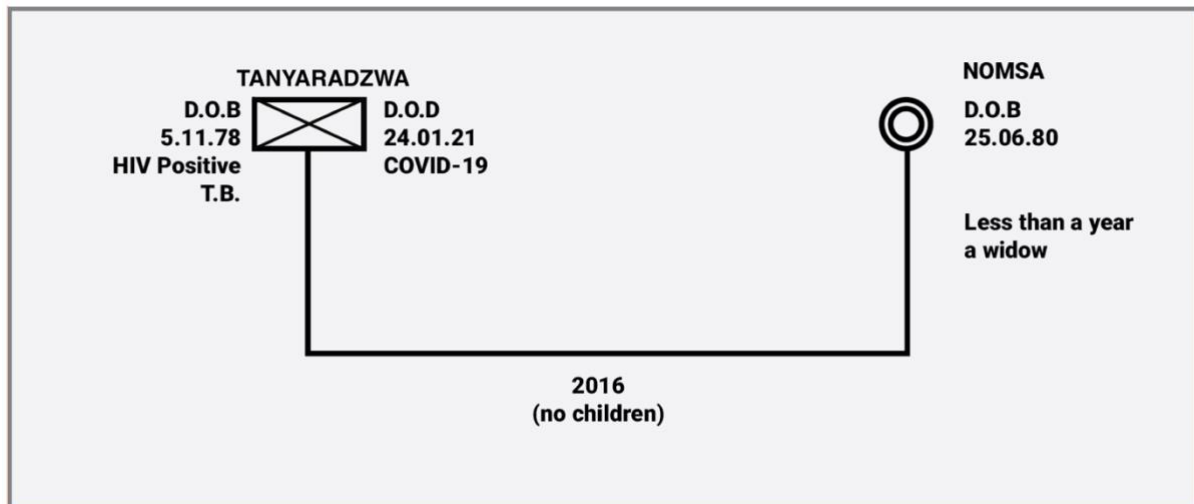 TANYARADZWA
D.O.B
5.11.78
HIV Positive
T.B.
D.O.D
24.01.21
COVID-19
NOMSA
D.O.B
25.06.80
Less than a year
a widow
2016
(no children)